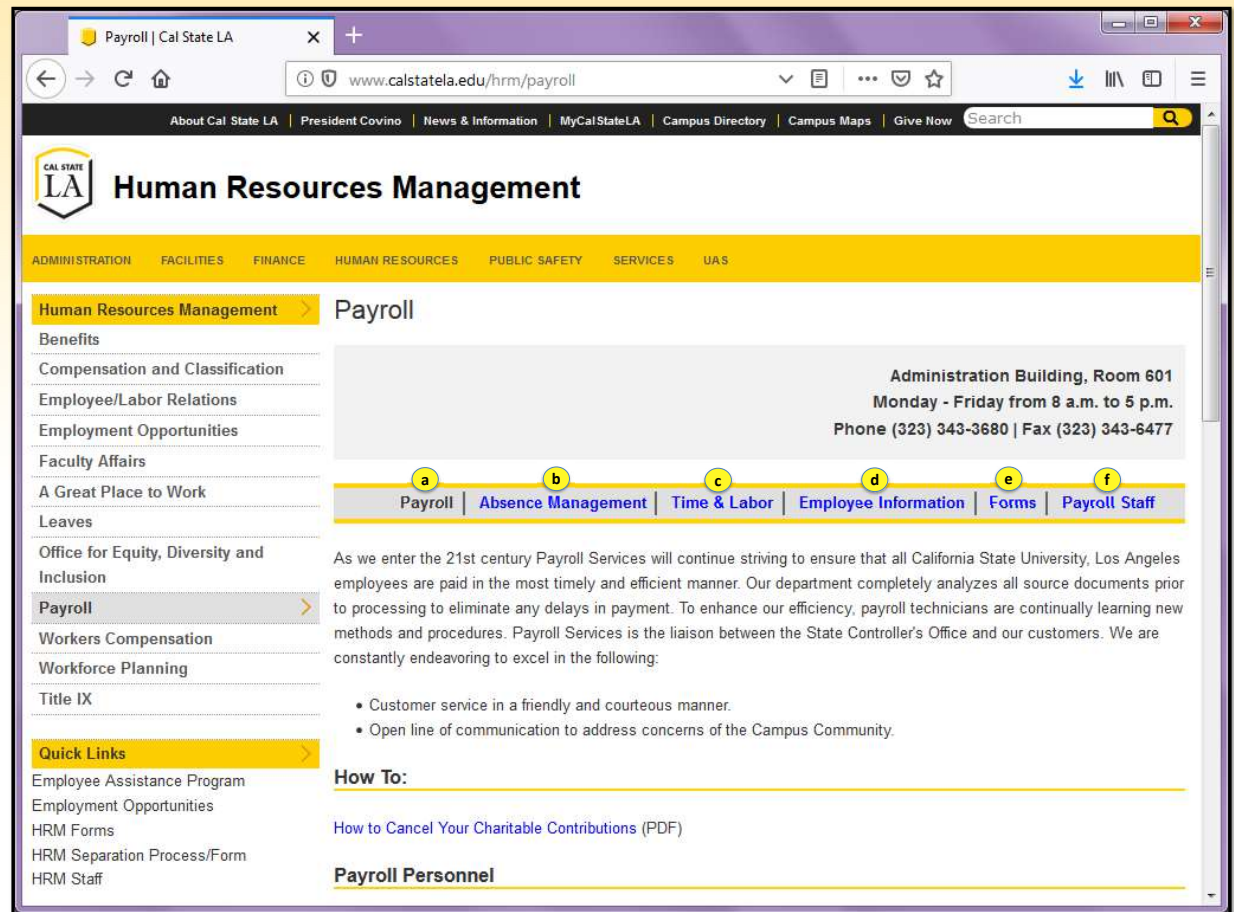 Payroll | Cal State LA
www.calstatela.edu/hrm/payroll
About Cal State LA | President Covino | News & Information | MyCalStateLA | Campus Directory | Campus Maps | Give Now Search
CAL STATE
LA
Human Resources Management
ADMINISTRATION FACILITIES FINANCE HUMAN RESOURCES PUBLIC SAFETY SERVICES UAS
Human Resources Management
Benefits
Compensation and Classification
Employee/Labor Relations
Employment Opportunities
Faculty Affairs
A Great Place to Work
Leaves
Office for Equity, Diversity and
Inclusion
Payroll
Workers Compensation
Workforce Planning
Title IX
Quick Links
Employee Assistance Program
Employment Opportunities
HRM Forms
HRM Separation Process/Form
HRM Staff
Payroll
Administration Building, Room 601
Monday - Friday from 8 a.m. to 5 p.m.
Phone (323) 343-3680 | Fax (323) 343-6477
a b c d e f
Payroll | Absence Management | Time & Labor | Employee Information | Forms | Payroll Staff
As we enter the 21st century Payroll Services will continue striving to ensure that all California State University, Los Angeles
employees are paid in the most timely and efficient manner. Our department completely analyzes all source documents prior
to processing to eliminate any delays in payment. To enhance our efficiency, payroll technicians are continually learning new
methods and procedures. Payroll Services is the liaison between the State Controller's Office and our customers. We are
constantly endeavoring to excel in the following:
• Customer service in a friendly and courteous manner.
• Open line of communication to address concerns of the Campus Community.
How To:
How to Cancel Your Charitable Contributions (PDF)
Payroll Personnel